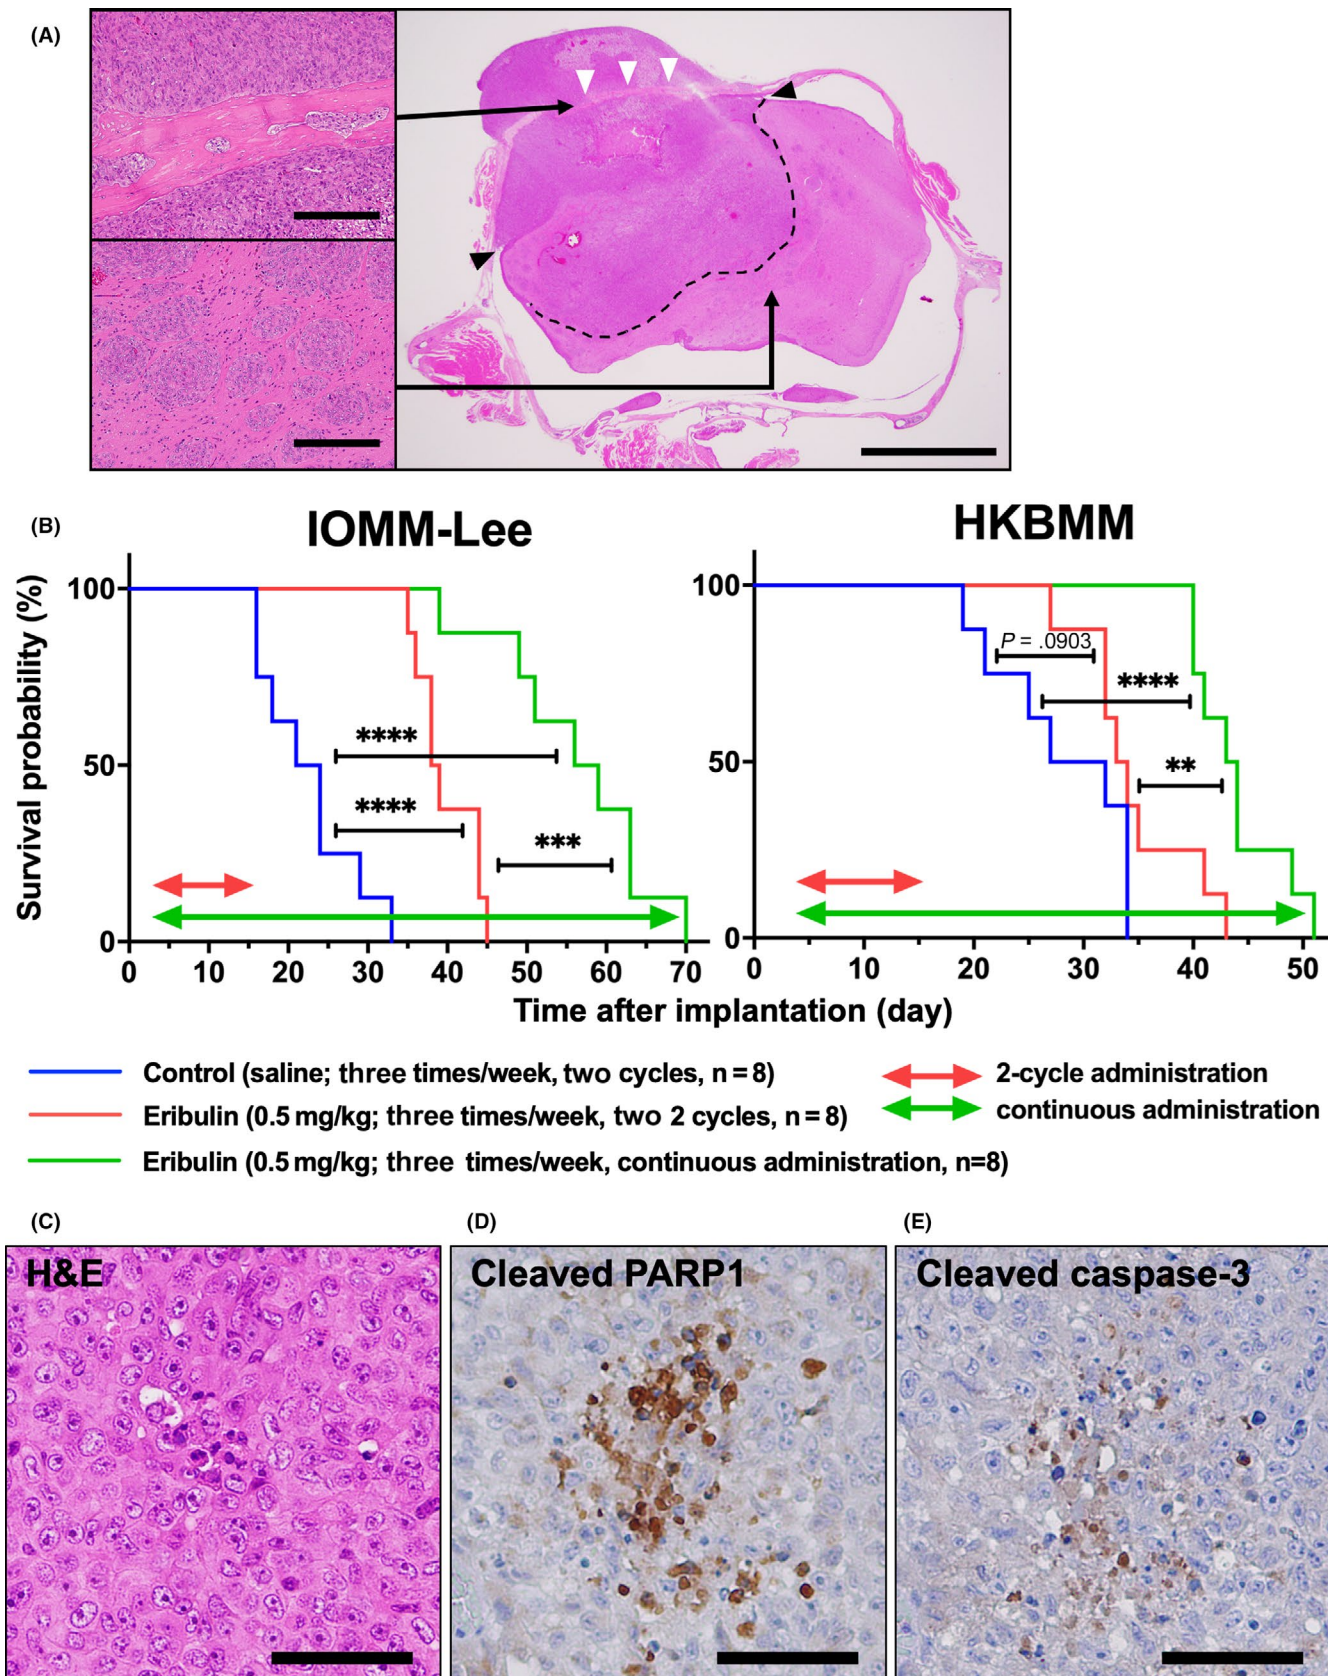 (A)
(B)
IOMM-Lee
HKBMM
Survival probability (%)
100
50
0
****
****
***
0 10 20 30 40 50 60 70
100
50
0
P = .0903
****
**
0 10 20 30 40 50
Time after implantation (day)
Control (saline; three times/week, two cycles, n = 8)
Eribulin (0.5 mg/kg; three times/week, two 2 cycles, n = 8)
Eribulin (0.5 mg/kg; three times/week, continuous administration, n=8)
2-cycle administration
continuous administration
(C)
(D)
(E)
H&E
Cleaved PARP1
Cleaved caspase-3